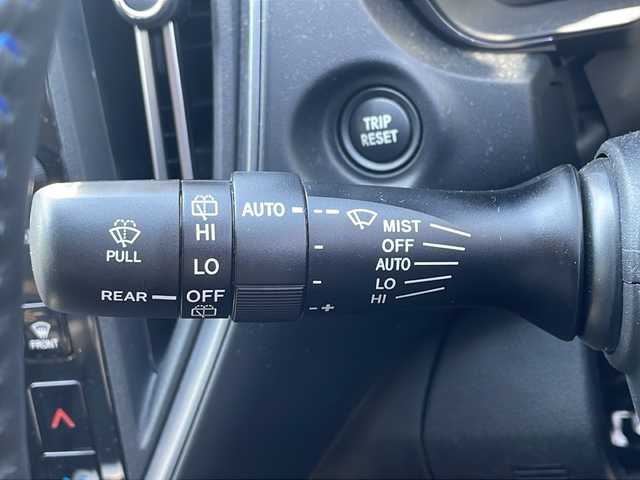 TRIP
RESET
AUTO
MIST
OFF
AUTO
LO
HI
HI
LO
OFF
PULL
REAR
- +
FRONT